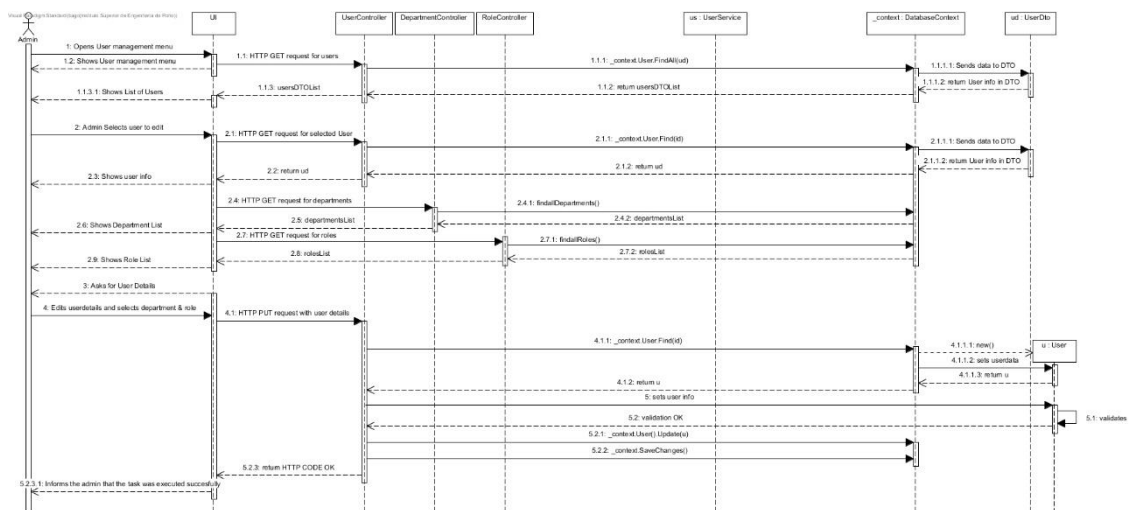 Visual Paradigm Standard(tiago(Instituto Superior de Engenharia do Porto))
Admin
UI
UserController
DepartmentController
RoleController
us : UserService
_context : DatabaseContext
ud : UserDto
1: Opens User management menu
1.1: HTTP GET request for users
1.2: Shows User management menu
1.1.1: _context.User.FindAll(ud)
1.1.1.1: Sends data to DTO
1.1.1.2: return User info in DTO
1.1.2: return usersDTOList
1.1.3: usersDTOList
1.1.3.1: Shows List of Users
2: Admin Selects user to edit
2.1: HTTP GET request for selected User
2.1.1: _context.User.Find(id)
2.1.1.1: Sends data to DTO
2.1.1.2: return User info in DTO
2.1.2: return ud
2.2: return ud
2.3: Shows user info
2.4: HTTP GET request for departments
2.4.1: findallDepartments()
2.4.2: departmentsList
2.5: departmentsList
2.6: Shows Department List
2.7: HTTP GET request for roles
2.7.1: findallRoles()
2.7.2: rolesList
2.8: rolesList
2.9: Shows Role List
3: Asks for User Details
4: Edits userdetails and selects department & role
4.1: HTTP PUT request with user details
4.1.1: _context.User.Find(id)
4.1.1.1: new()
u : User
4.1.1.2: sets userdata
4.1.1.3: return u
4.1.2: return u
5: sets user info
5.1: validates
5.2: validation OK
5.2.1: _context.User().Update(u)
5.2.2: _context.SaveChanges()
5.2.3: return HTTP CODE OK
5.2.3.1: Informs the admin that the task was executed succesfully